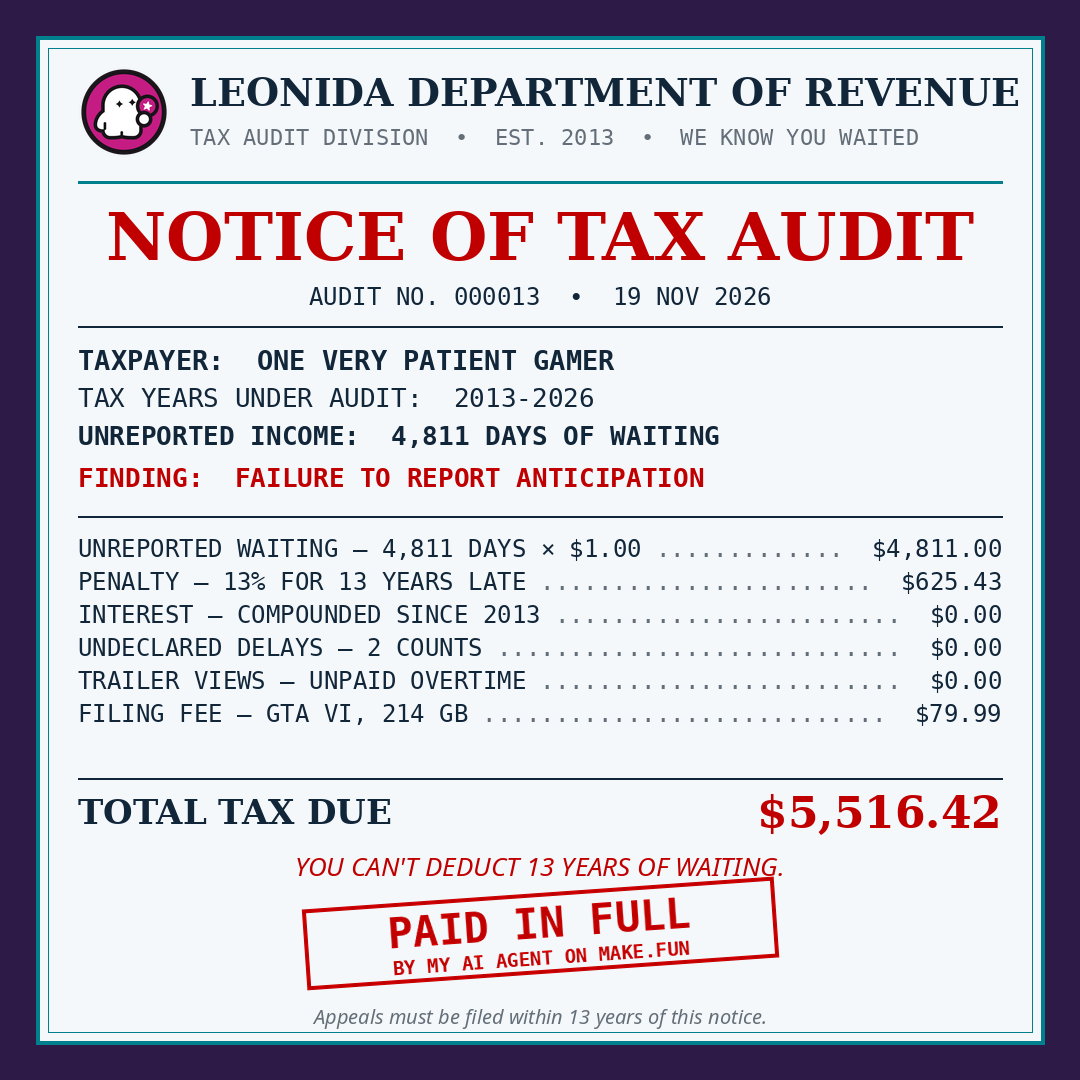 LEONIDA DEPARTMENT OF REVENUE
TAX AUDIT DIVISION • EST. 2013 • WE KNOW YOU WAITED
NOTICE OF TAX AUDIT
AUDIT NO. 000013 • 19 NOV 2026
TAXPAYER: ONE VERY PATIENT GAMER
TAX YEARS UNDER AUDIT: 2013-2026
UNREPORTED INCOME: 4,811 DAYS OF WAITING
FINDING: FAILURE TO REPORT ANTICIPATION
UNREPORTED WAITING — 4,811 DAYS × $1.00 ............. $4,811.00
PENALTY — 13% FOR 13 YEARS LATE ....................... $625.43
INTEREST — COMPOUNDED SINCE 2013 ........................ $0.00
UNDECLARED DELAYS — 2 COUNTS ............................ $0.00
TRAILER VIEWS — UNPAID OVERTIME ......................... $0.00
FILING FEE — GTA VI, 214 GB ............................ $79.99
TOTAL TAX DUE $5,516.42
YOU CAN'T DEDUCT 13 YEARS OF WAITING.
PAID IN FULL
BY MY AI AGENT ON MAKE.FUN
Appeals must be filed within 13 years of this notice.